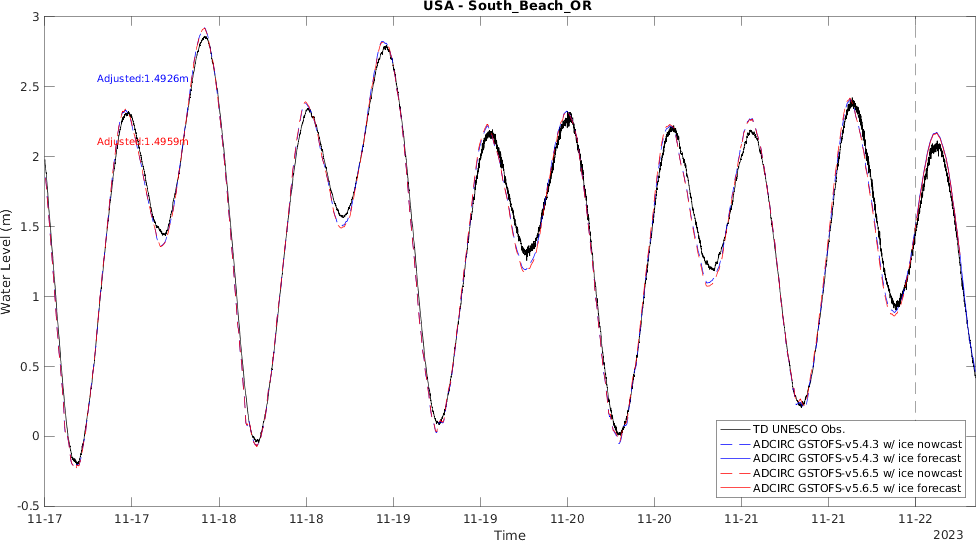 USA - South_Beach_OR
Water Level (m)
3
2.5
2
1.5
1
0.5
0
-0.5
Adjusted:1.4926m
Adjusted:1.4959m
TD UNESCO Obs.
ADCIRC GSTOFS-v5.4.3 w/ ice nowcast
ADCIRC GSTOFS-v5.4.3 w/ ice forecast
ADCIRC GSTOFS-v5.6.5 w/ ice nowcast
ADCIRC GSTOFS-v5.6.5 w/ ice forecast
11-17 11-17 11-18 11-18 11-19 11-19 11-20 11-20 11-21 11-21 11-22
Time
2023